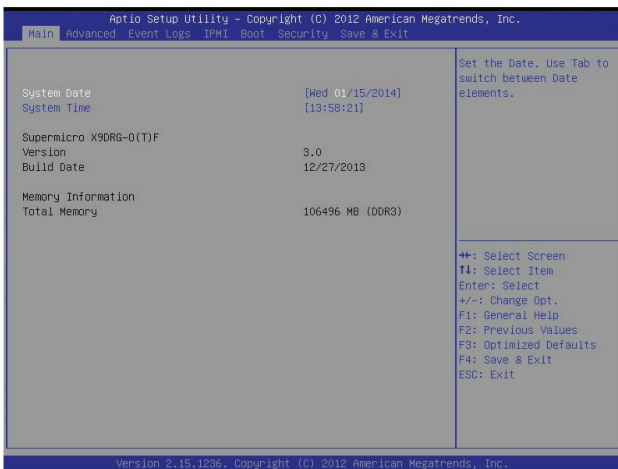 Aptio Setup Utility – Copyright (C) 2012 American Megatrends, Inc.
Main Advanced Event Logs IPMI Boot Security Save & Exit
System Date [Wed 01/15/2014]
System Time [13:58:21]
Supermicro X9DRG-O(T)F
Version 3.0
Build Date 12/27/2013
Memory Information
Total Memory 106496 MB (DDR3)
Set the Date. Use Tab to
switch between Date
elements.
→←: Select Screen
↑↓: Select Item
Enter: Select
+/-: Change Opt.
F1: General Help
F2: Previous Values
F3: Optimized Defaults
F4: Save & Exit
ESC: Exit
Version 2.15.1236. Copyright (C) 2012 American Megatrends, Inc.